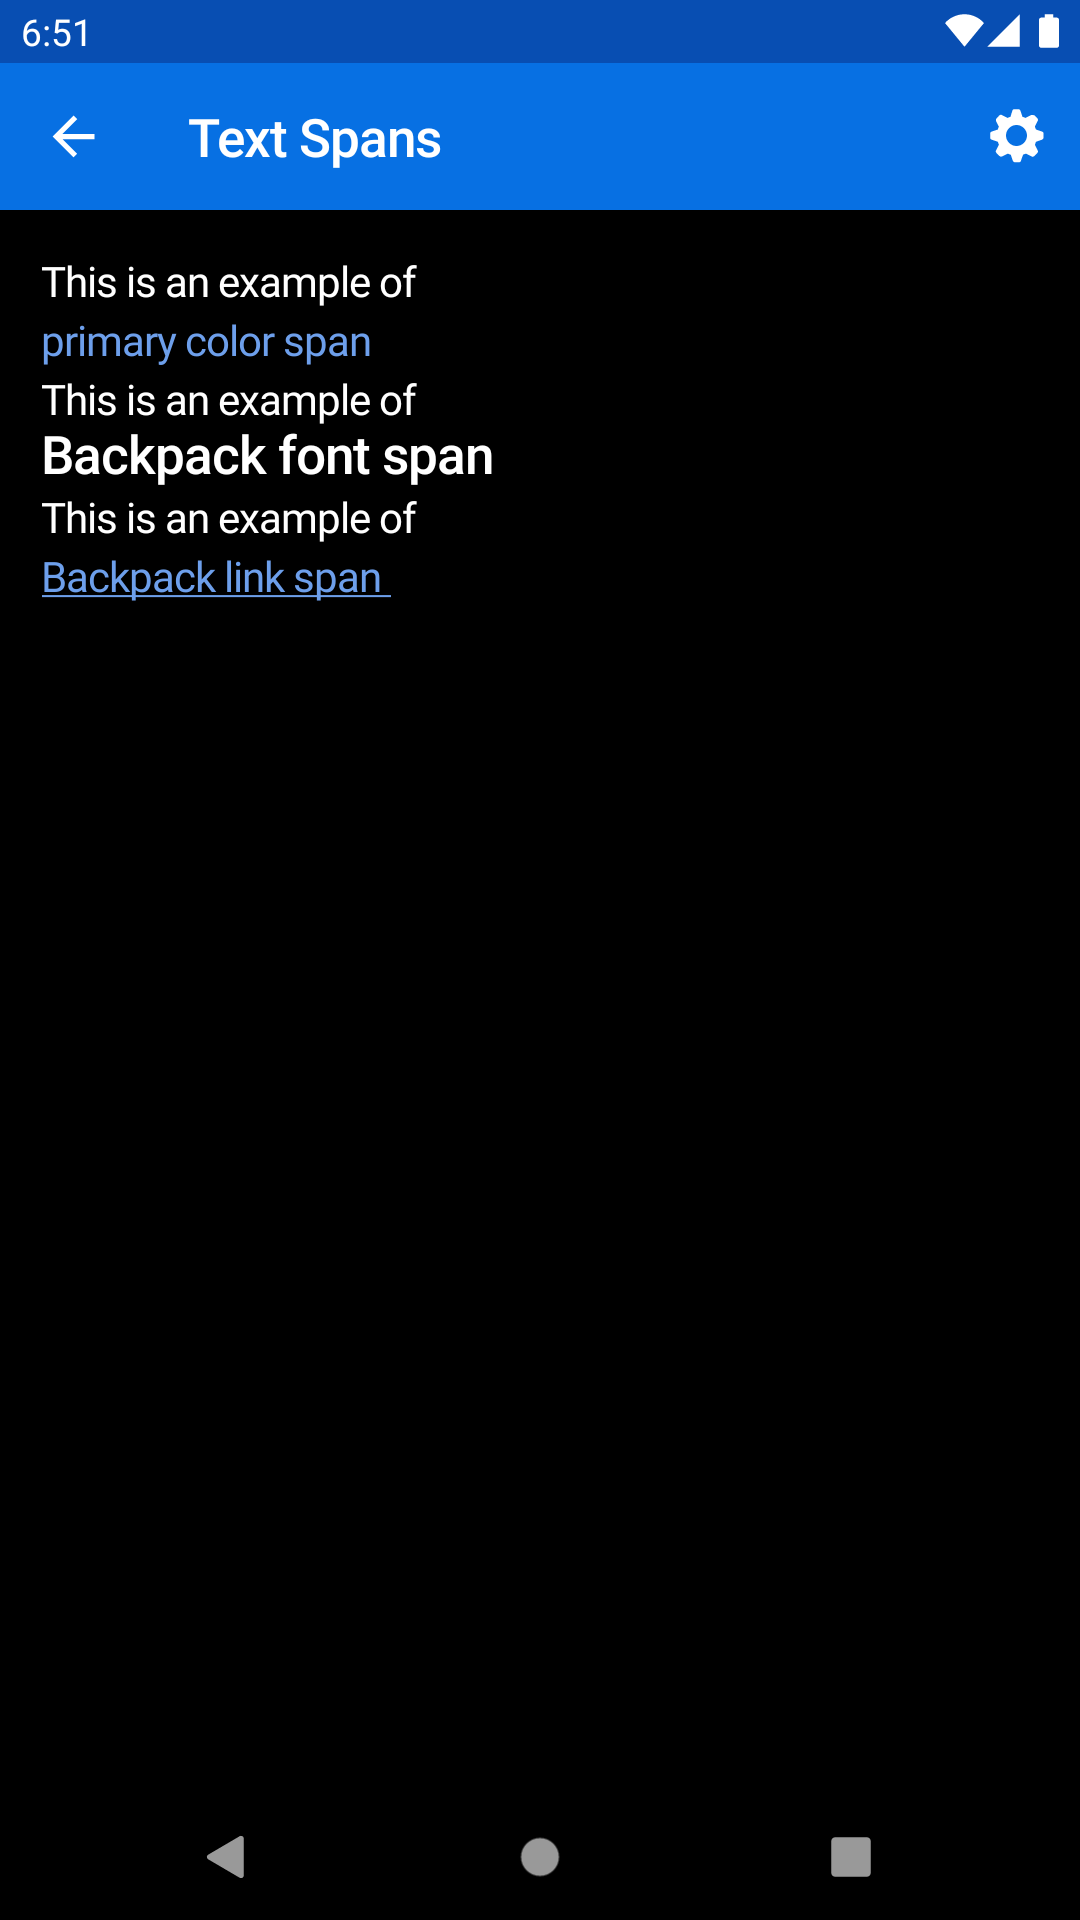 6:51
Text Spans
This is an example of
primary color span
This is an example of
Backpack font span
This is an example of
Backpack link span